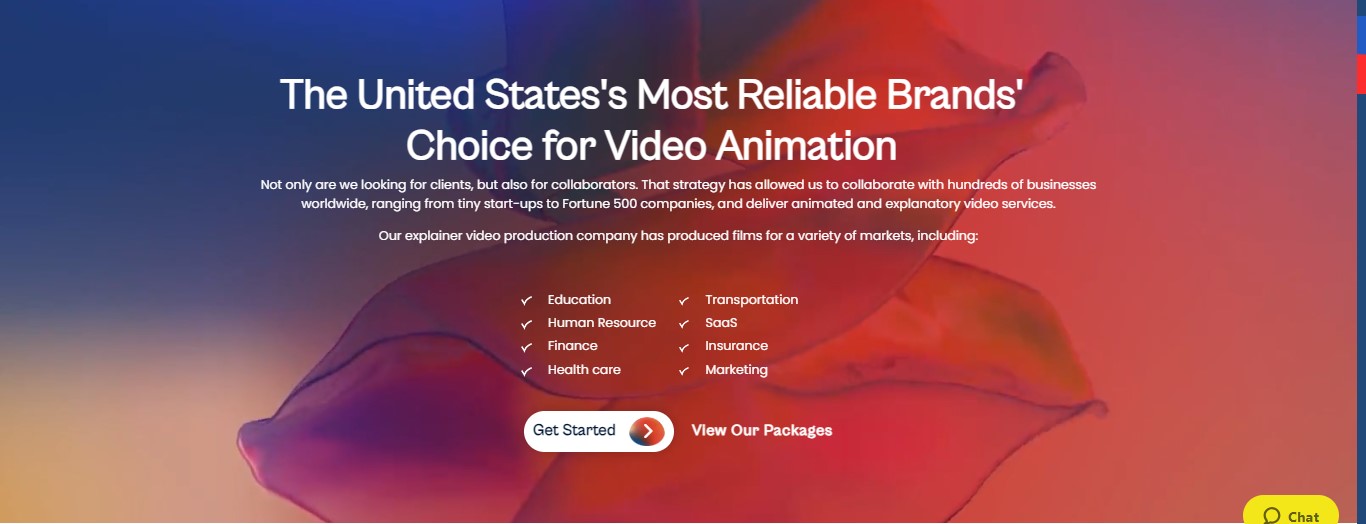 The United States's Most Reliable Brands'
Choice for Video Animation
Not only are we looking for clients, but also for collaborators. That strategy has allowed us to collaborate with hundreds of businesses
worldwide, ranging from tiny start-ups to Fortune 500 companies, and deliver animated and explanatory video services.
Our explainer video production company has produced films for a variety of markets, including:
Education
Human Resource
Finance
Health care
Transportation
SaaS
Insurance
Marketing
Get Started
View Our Packages
Chat